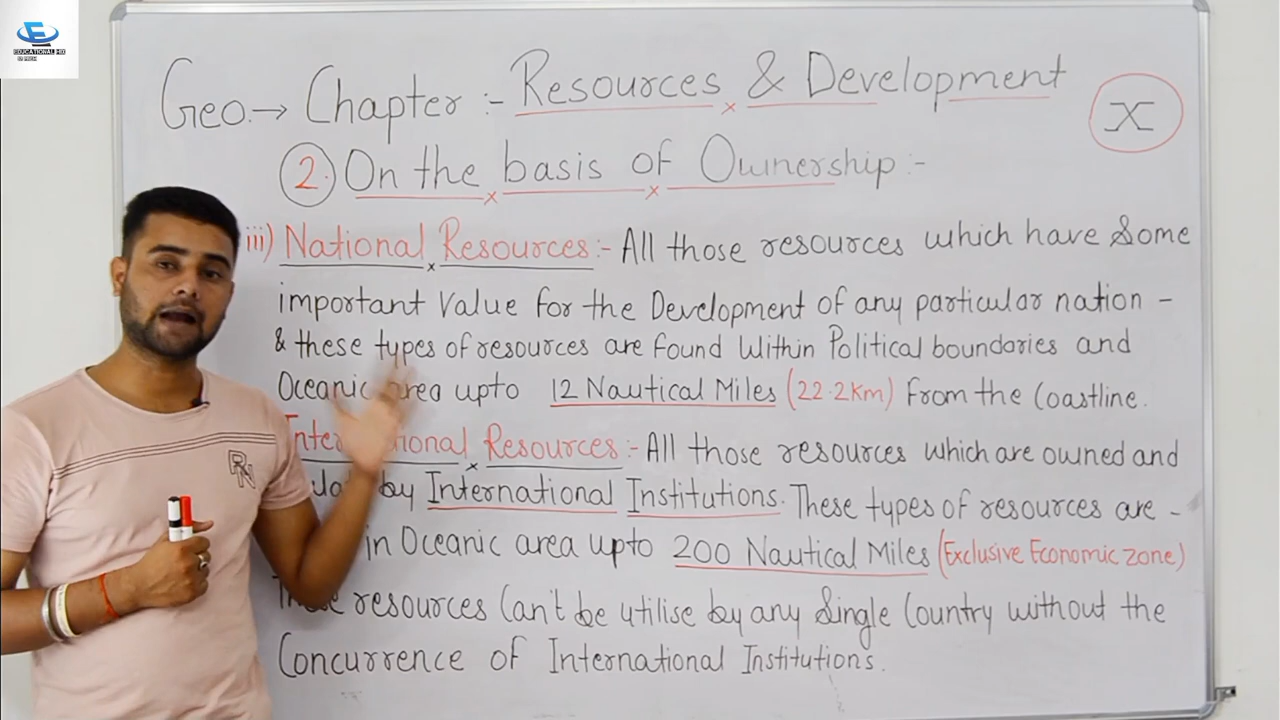 EDUCATIONAL
Geo. → Chapter :- Resources & Development
X
2. On the basis of Ownership :-
iii) National Resources :- All those resources which have Some
important Value for the Development of any particular nation -
& these types of resources are found Within Political boundaries and
Oceanic area upto 12 Nautical Miles (22.2Km) From the Coastline.
Resources :- All those resources which are owned and
by International Institutions. These types of resources are -
in Oceanic area upto 200 Nautical Miles (Exclusive Economic zone)
resources Can't be utilise by any Single Country without the
Concurrence of International Institutions.
RN